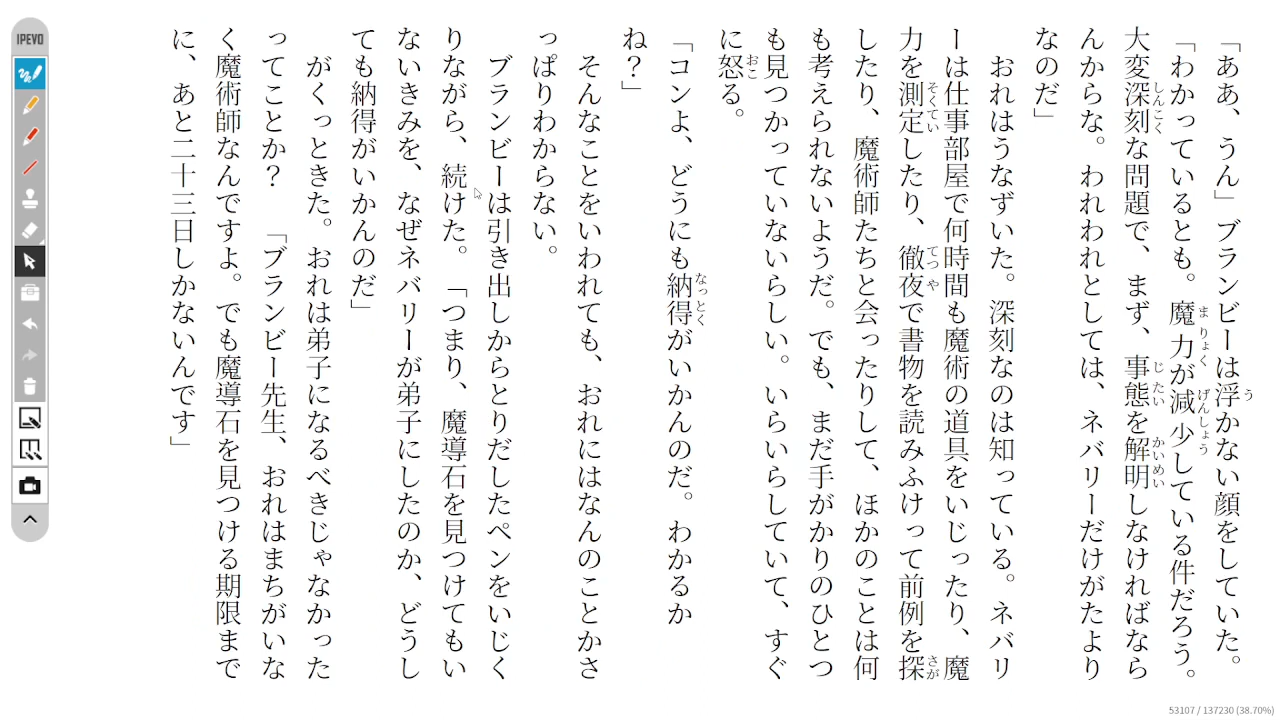 「ああ、うん」ブランビーは浮かない顔をしていた。
「わかっているとも。魔力が減少している件だろう。
大変深刻な問題で、まず、事態を解明しなければなら
んからな。われわれとしては、ネバリーだけがたより
なのだ」
おれはうなずいた。深刻なのは知っている。ネバリ
ーは仕事部屋で何時間も魔術の道具をいじったり、魔
力を測定したり、徹夜で書物を読みふけって前例を探
したり、魔術師たちと会ったりして、ほかのことは何
も考えられないようだ。でも、まだ手がかりのひとつ
も見つかっていないらしい。いらいらしていて、すぐ
に怒る。
「コンよ、どうにも納得がいかんのだ。わかるか
ね？」
そんなことをいわれても、おれにはなんのことかさ
っぱりわからない。
ブランビーは引き出しからとりだしたペンをいじく
りながら、続けた。「つまり、魔導石を見つけてもい
ないきみを、なぜネバリーが弟子にしたのか、どうし
ても納得がいかんのだ」
がくっときた。おれは弟子になるべきじゃなかった
ってことか？　「ブランビー先生、おれはまちがいな
く魔術師なんですよ。でも魔導石を見つける期限まで
に、あと二十三日しかないんです」
IPEVO
53107 / 137230 (38.70%)